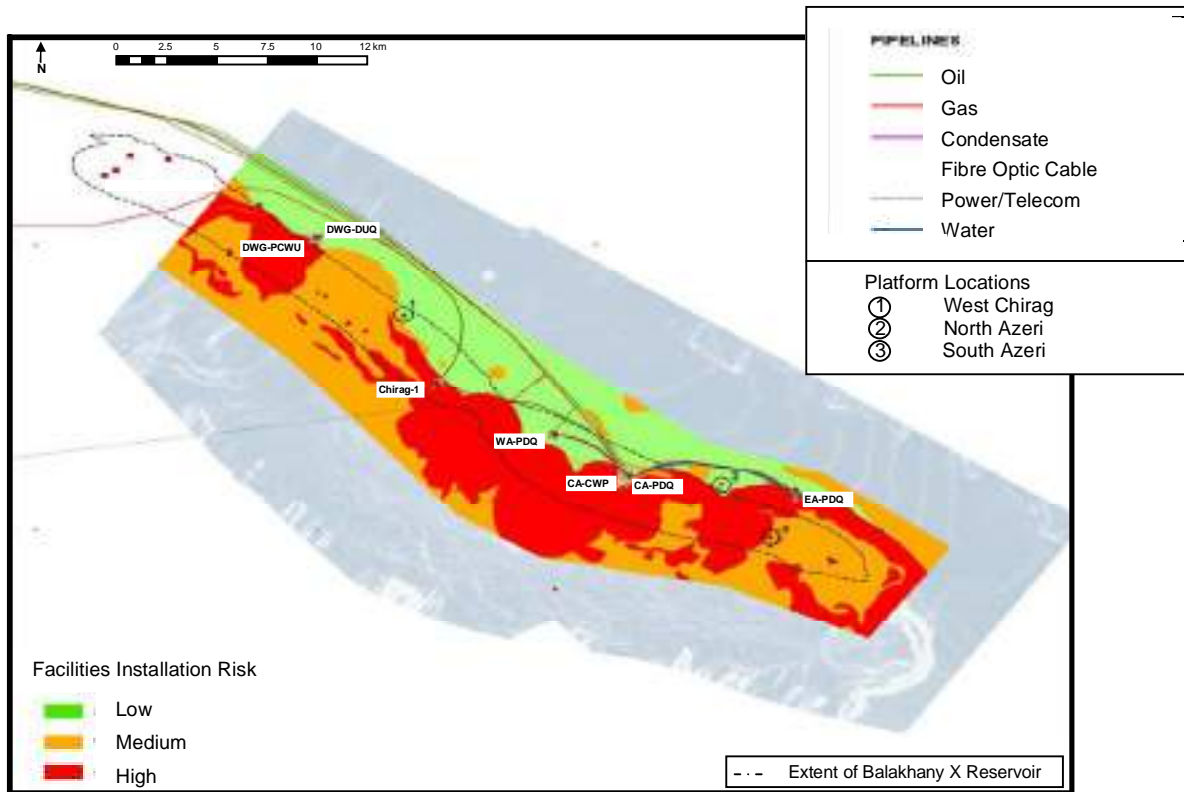 0 2.5 5 7.5 10 12 km
N
PIPELINES
Oil
Gas
Condensate
Fibre Optic Cable
Power/Telecom
Water
Platform Locations
1 West Chirag
2 North Azeri
3 South Azeri
DWG-DUQ
DWG-PCWU
1
Chirag-1
WA-PDQ
CA-CWP
CA-PDQ
EA-PDQ
Facilities Installation Risk
Low
Medium
High
Extent of Balakhany X Reservoir